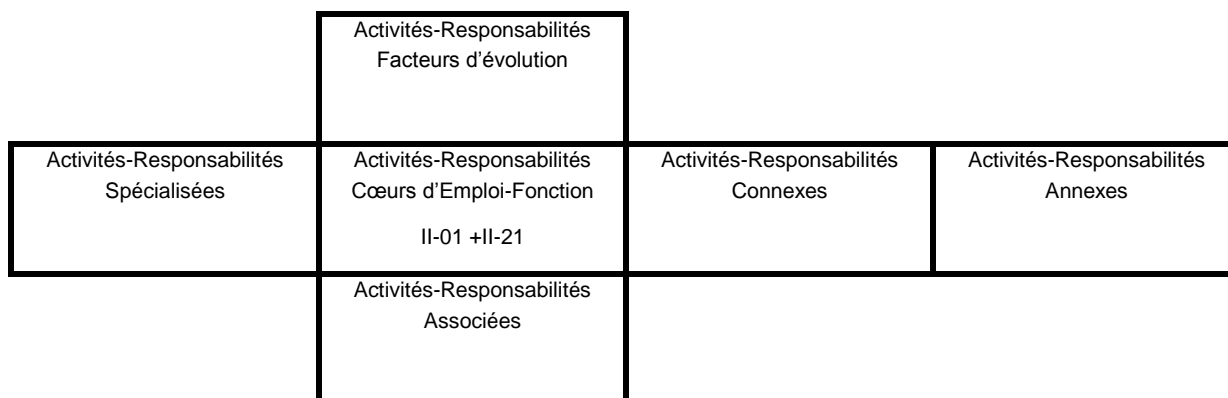 Activités-Responsabilités
Facteurs d’évolution
Activités-Responsabilités
Spécialisées
Activités-Responsabilités
Cœurs d’Emploi-Fonction
II-01 +II-21
Activités-Responsabilités
Connexes
Activités-Responsabilités
Annexes
Activités-Responsabilités
Associées